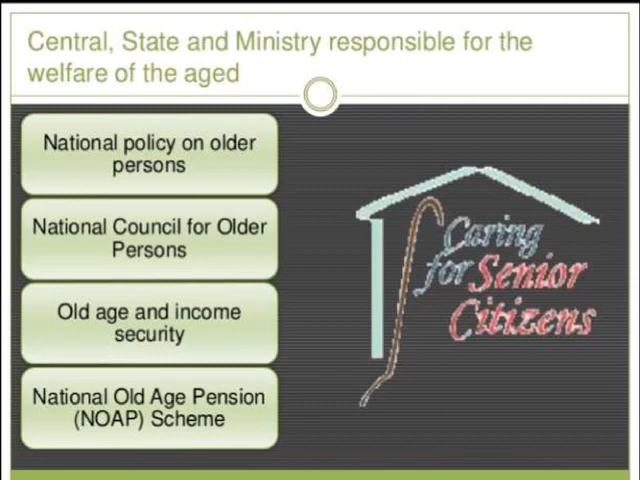 Central, State and Ministry responsible for the
welfare of the aged
National policy on older
persons
National Council for Older
Persons
Old age and income
security
National Old Age Pension
(NOAP) Scheme
Caring
for Senior
Citizens